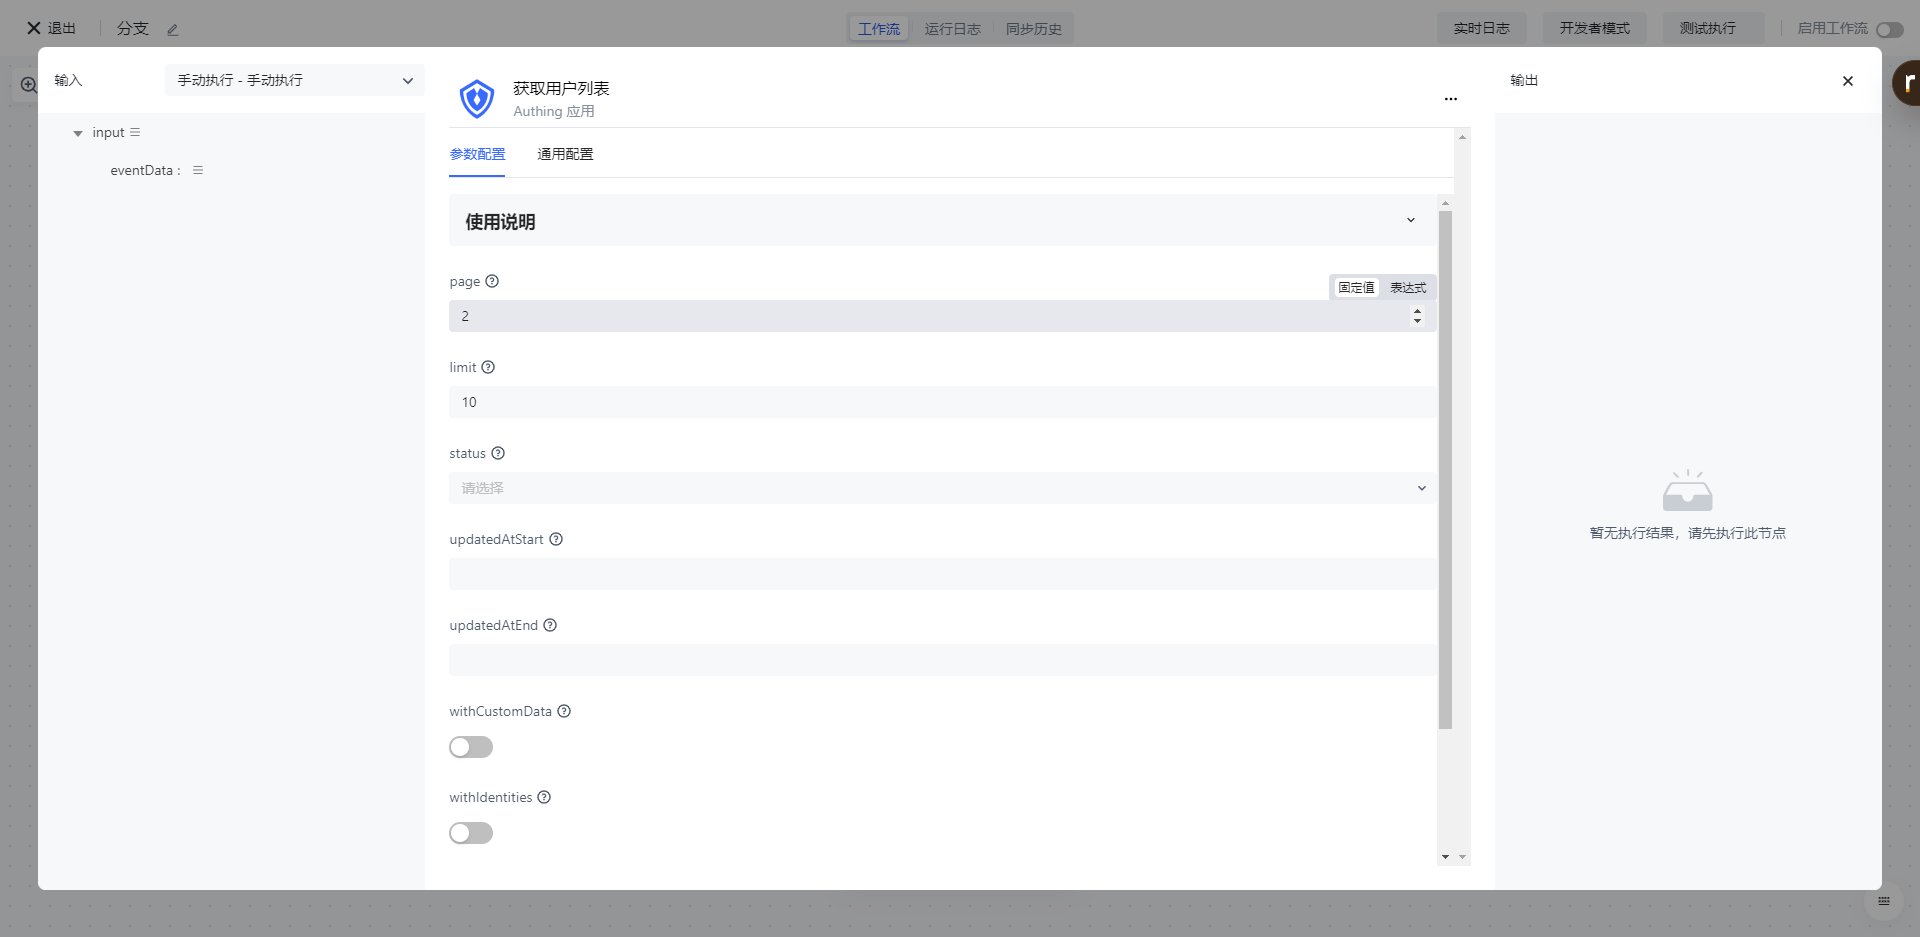 退出
分支
工作流
运行日志
同步历史
实时日志
开发者模式
测试执行
启用工作流
输入
手动执行 - 手动执行
input
eventData :
获取用户列表
Authing 应用
参数配置
通用配置
使用说明
page
固定值
表达式
2
limit
10
status
请选择
updatedAtStart
updatedAtEnd
withCustomData
withIdentities
输出
暂无执行结果，请先执行此节点
r